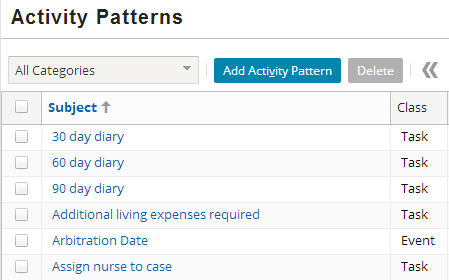 Activity Patterns
All Categories Add Activity Pattern Delete
Subject Class
30 day diary Task
60 day diary Task
90 day diary Task
Additional living expenses required Task
Arbitration Date Event
Assign nurse to case Task